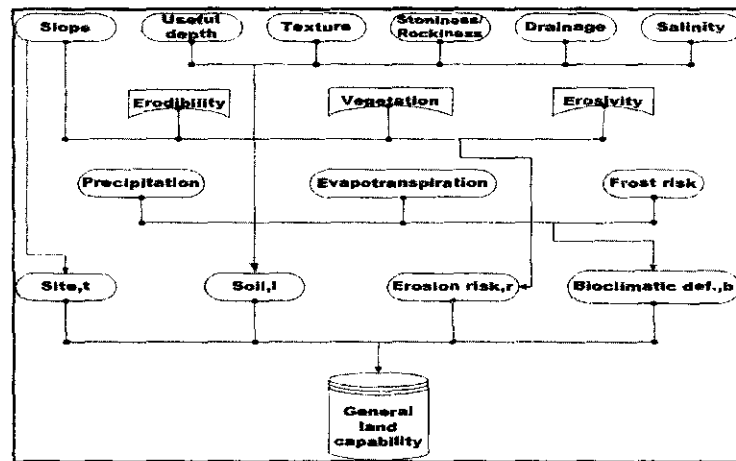 Slope
Useful
depth
Texture
Stoniness/
Rockiness
Drainage
Salinity
Erodibility
Vegetation
Erosivity
Precipitation
Evapotranspiration
Frost risk
Site,t
Soil,l
Erosion risk,r
Bioclimatic def.,b
General
land
capability